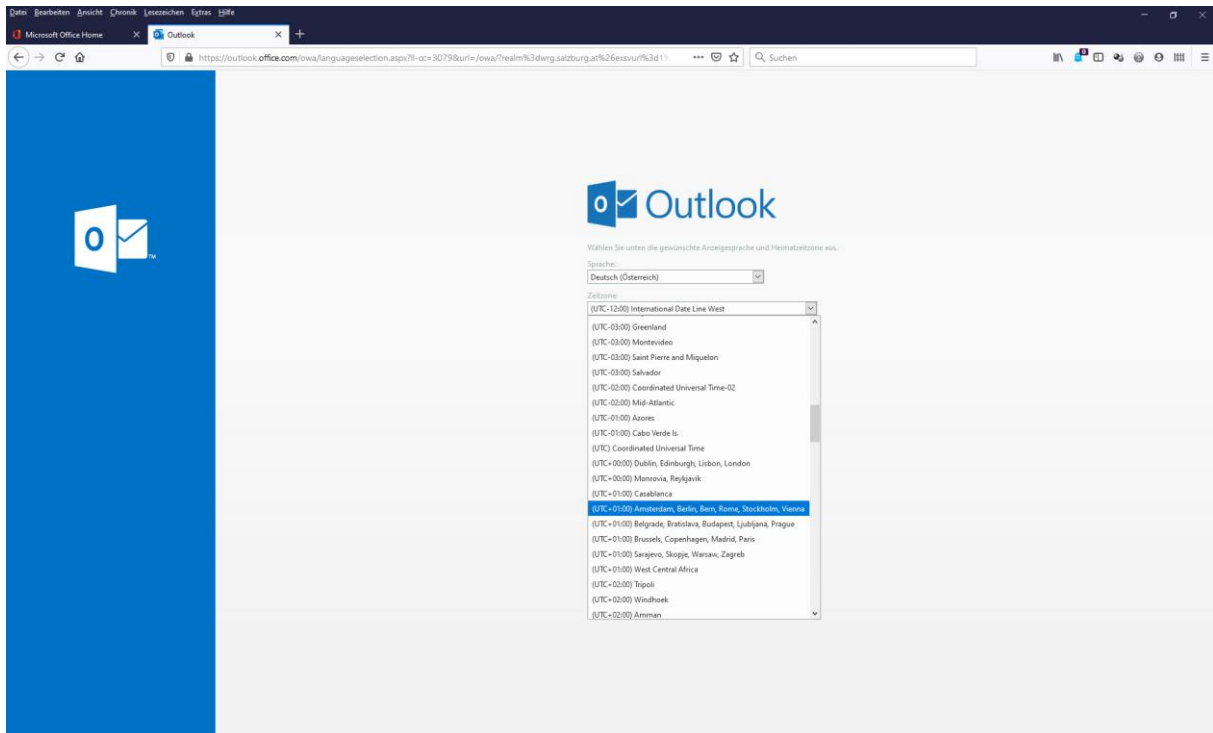 Datei Bearbeiten Ansicht Chronik Lesezeichen Extras Hilfe
Microsoft Office Home
Outlook
https://outlook.office.com/owa/languageselection.aspx?ll-cc=3079&url=/owa/?realm%3dwrg.salzburg.at%26exsvurl%3d1%
Suchen
O
TM
O Outlook
Wählen Sie unten die gewünschte Anzeigesprache und Heimatzeitzone aus.
Sprache:
Deutsch (Österreich)
Zeitzone:
(UTC-12:00) International Date Line West
(UTC-03:00) Greenland
(UTC-03:00) Montevideo
(UTC-03:00) Saint Pierre and Miquelon
(UTC-03:00) Salvador
(UTC-02:00) Coordinated Universal Time-02
(UTC-02:00) Mid-Atlantic
(UTC-01:00) Azores
(UTC-01:00) Cabo Verde Is.
(UTC) Coordinated Universal Time
(UTC+00:00) Dublin, Edinburgh, Lisbon, London
(UTC+00:00) Monrovia, Reykjavik
(UTC+01:00) Casablanca
(UTC+01:00) Amsterdam, Berlin, Bern, Rome, Stockholm, Vienna
(UTC+01:00) Belgrade, Bratislava, Budapest, Ljubljana, Prague
(UTC+01:00) Brussels, Copenhagen, Madrid, Paris
(UTC+01:00) Sarajevo, Skopje, Warsaw, Zagreb
(UTC+01:00) West Central Africa
(UTC+02:00) Tripoli
(UTC+02:00) Windhoek
(UTC+02:00) Amman